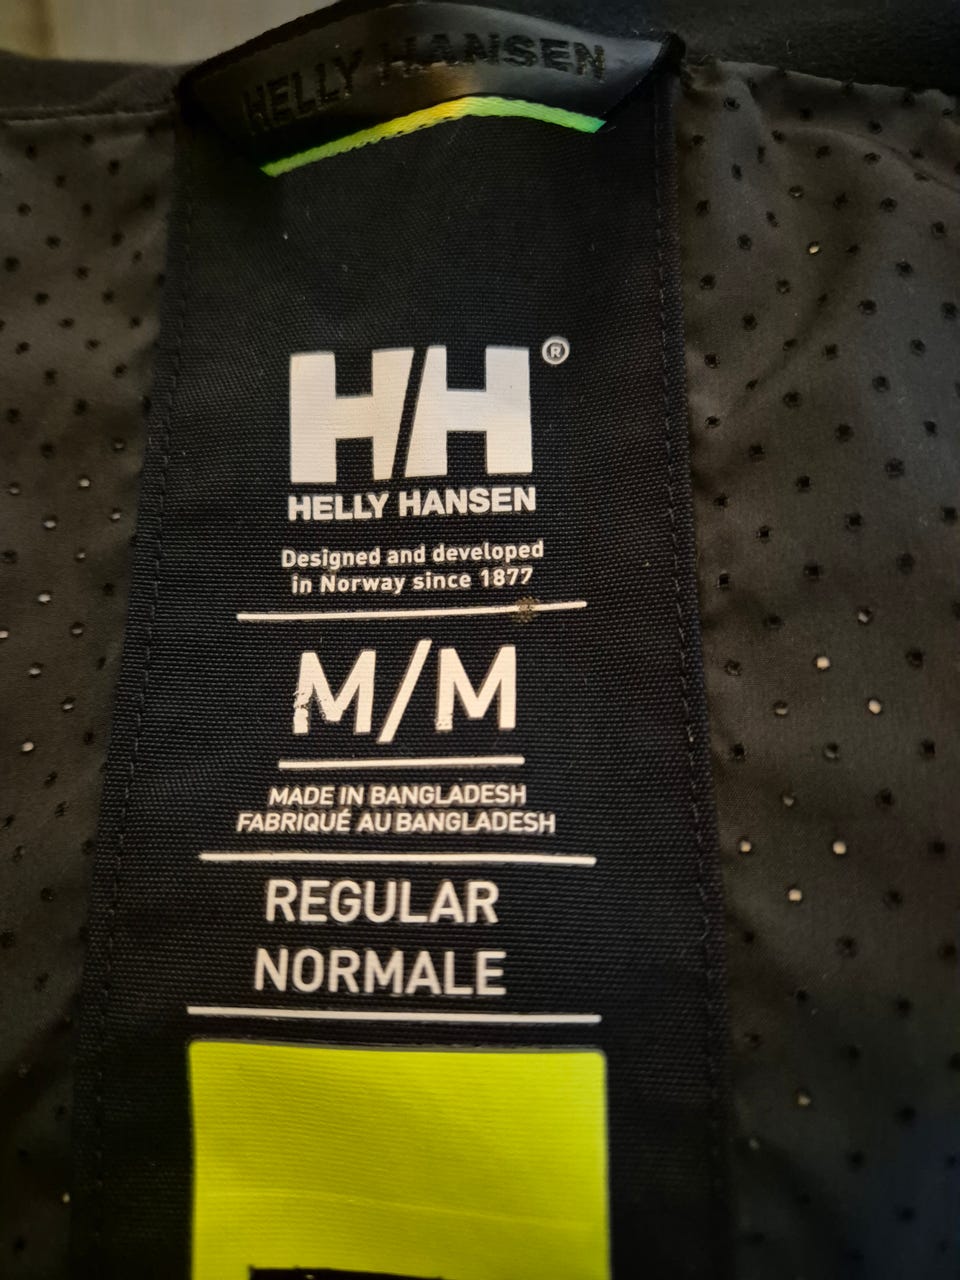 HELLY HANSEN
HH®
HELLY HANSEN
Designed and developed
in Norway since 1877
M/M
MADE IN BANGLADESH
FABRIQUÉ AU BANGLADESH
REGULAR
NORMALE